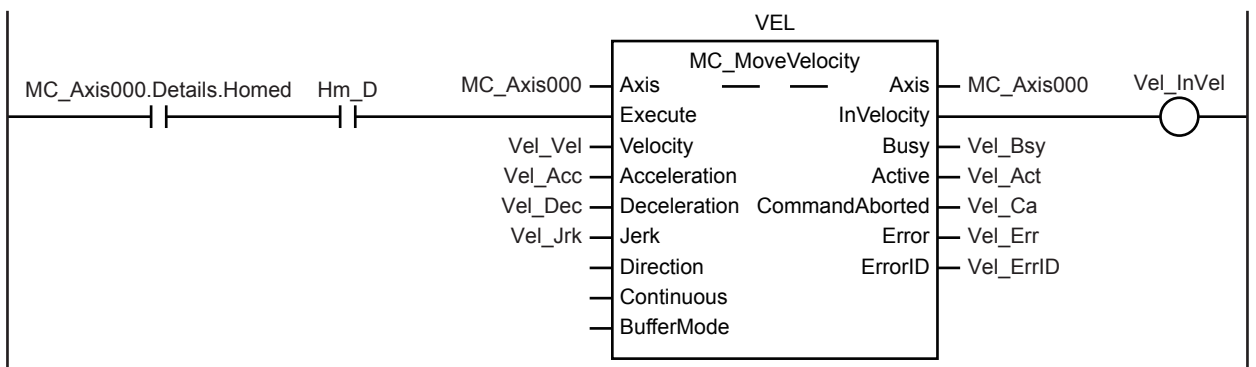 VEL
MC_MoveVelocity
MC_Axis000.Details.Homed Hm_D MC_Axis000 Axis Axis MC_Axis000 Vel_InVel
Execute InVelocity
Vel_Vel Velocity Busy Vel_Bsy
Vel_Acc Acceleration Active Vel_Act
Vel_Dec Deceleration CommandAborted Vel_Ca
Vel_Jrk Jerk Error Vel_Err
Direction ErrorID Vel_ErrID
Continuous
BufferMode